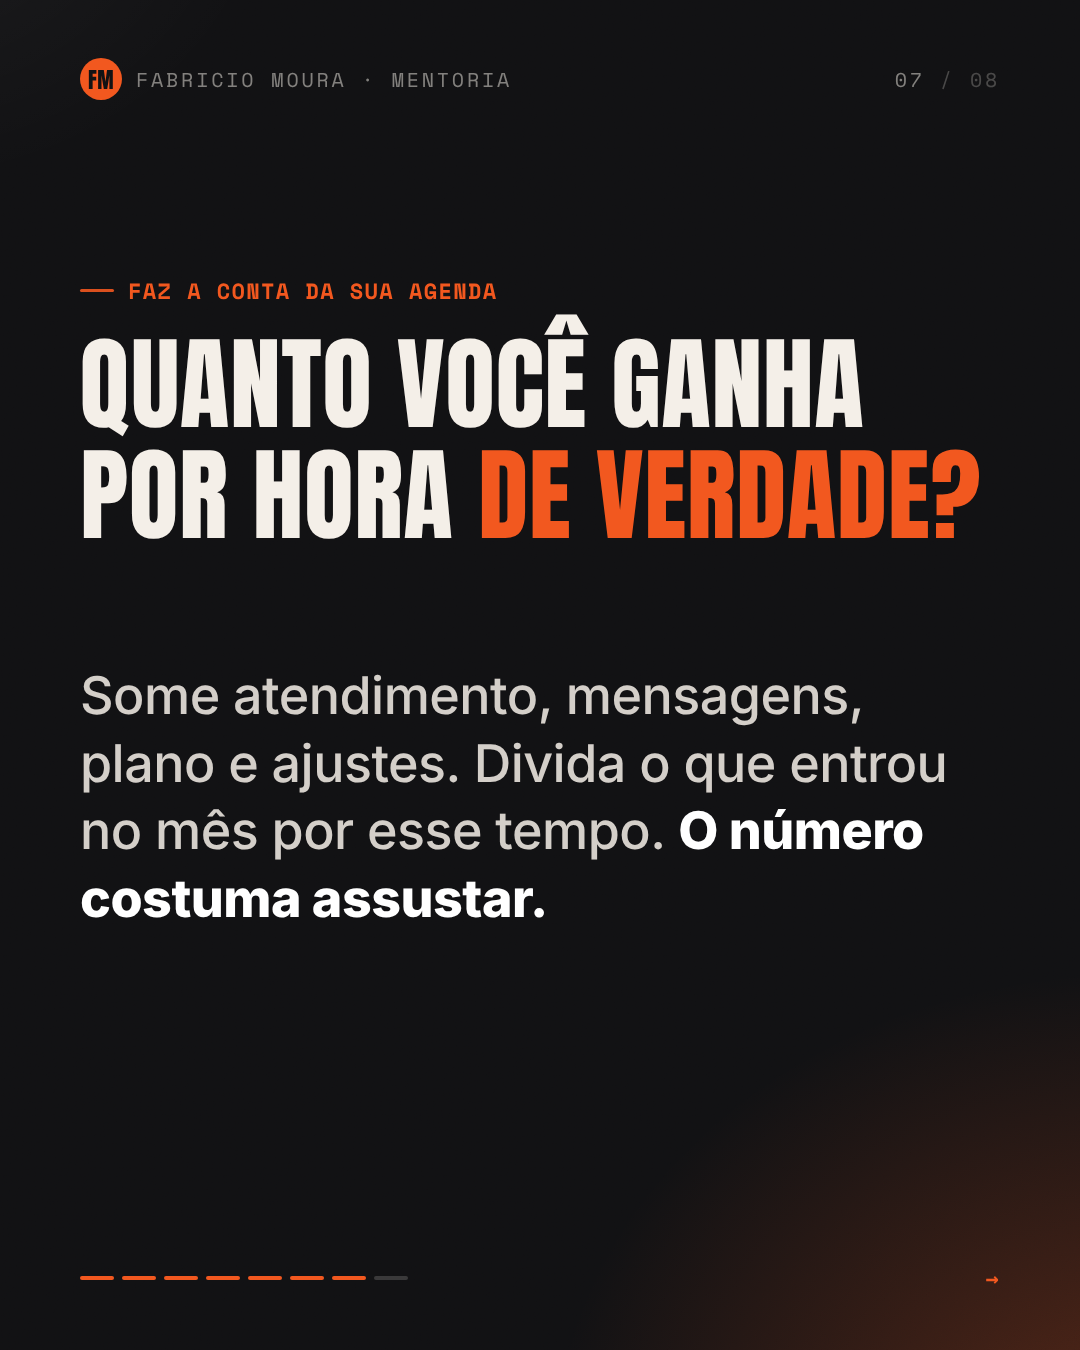 FM FABRICIO MOURA · MENTORIA
07 / 08
FAZ A CONTA DA SUA AGENDA
QUANTO VOCÊ GANHA
POR HORA DE VERDADE?
Some atendimento, mensagens,
plano e ajustes. Divida o que entrou
no mês por esse tempo. O número
costuma assustar.
→